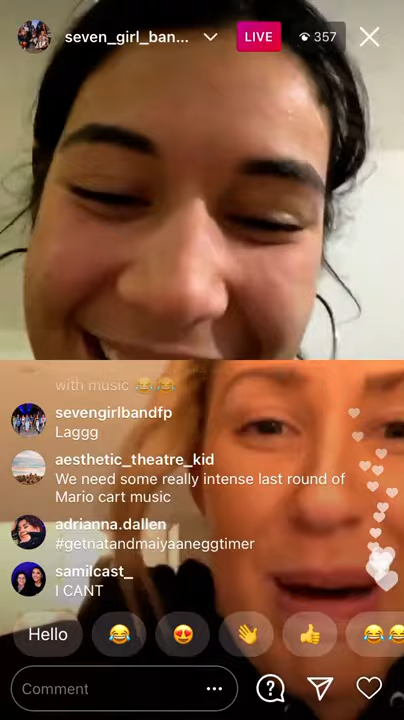 seven_girl_ban...
LIVE
357
with music 😂😂
sevengirlbandfp
Laggg
aesthetic_theatre_kid
We need some really intense last round of
Mario cart music
adrianna.dallen
#getnatandmaiyaaneggtimer
samilcast_
I CANT
Hello
Comment